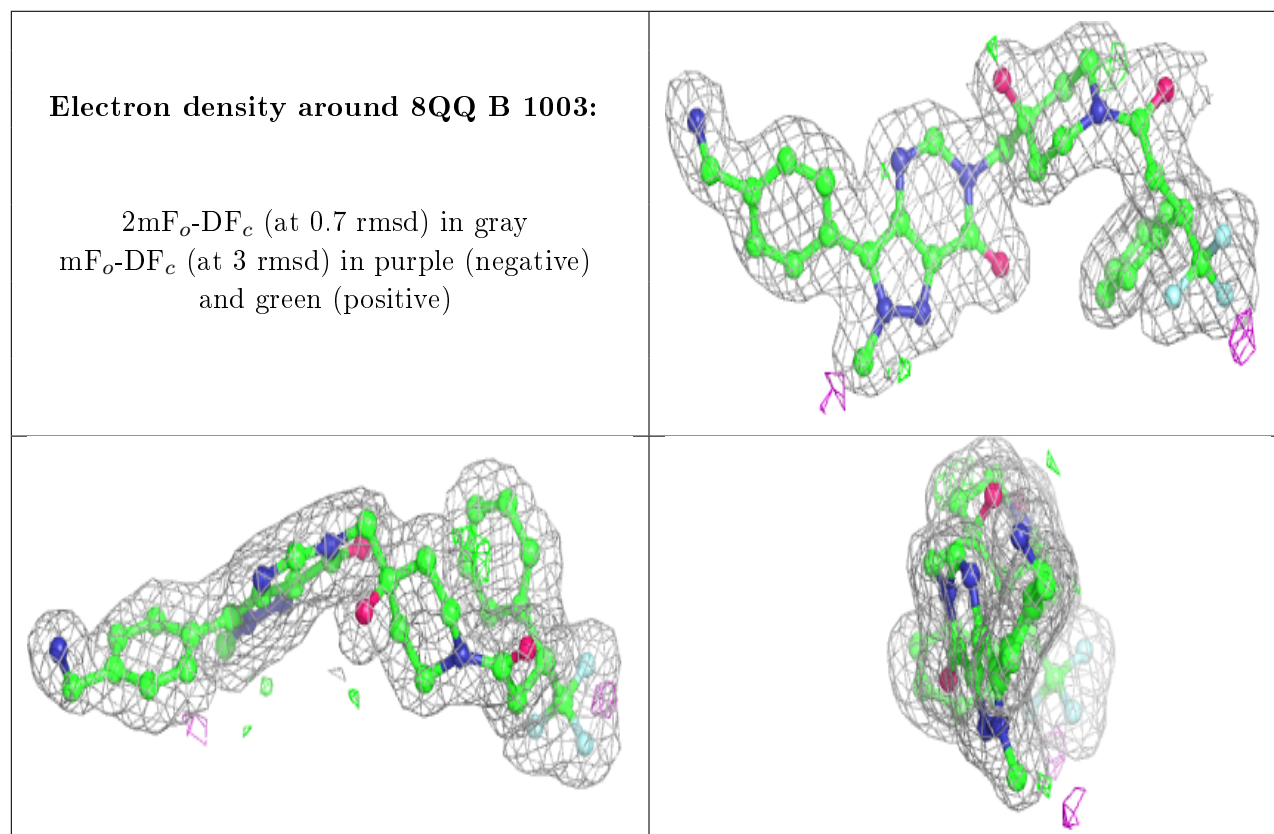 Electron density around 8QQ B 1003:
2mFₒ-DF𝒸 (at 0.7 rmsd) in gray
mFₒ-DF𝒸 (at 3 rmsd) in purple (negative)
and green (positive)